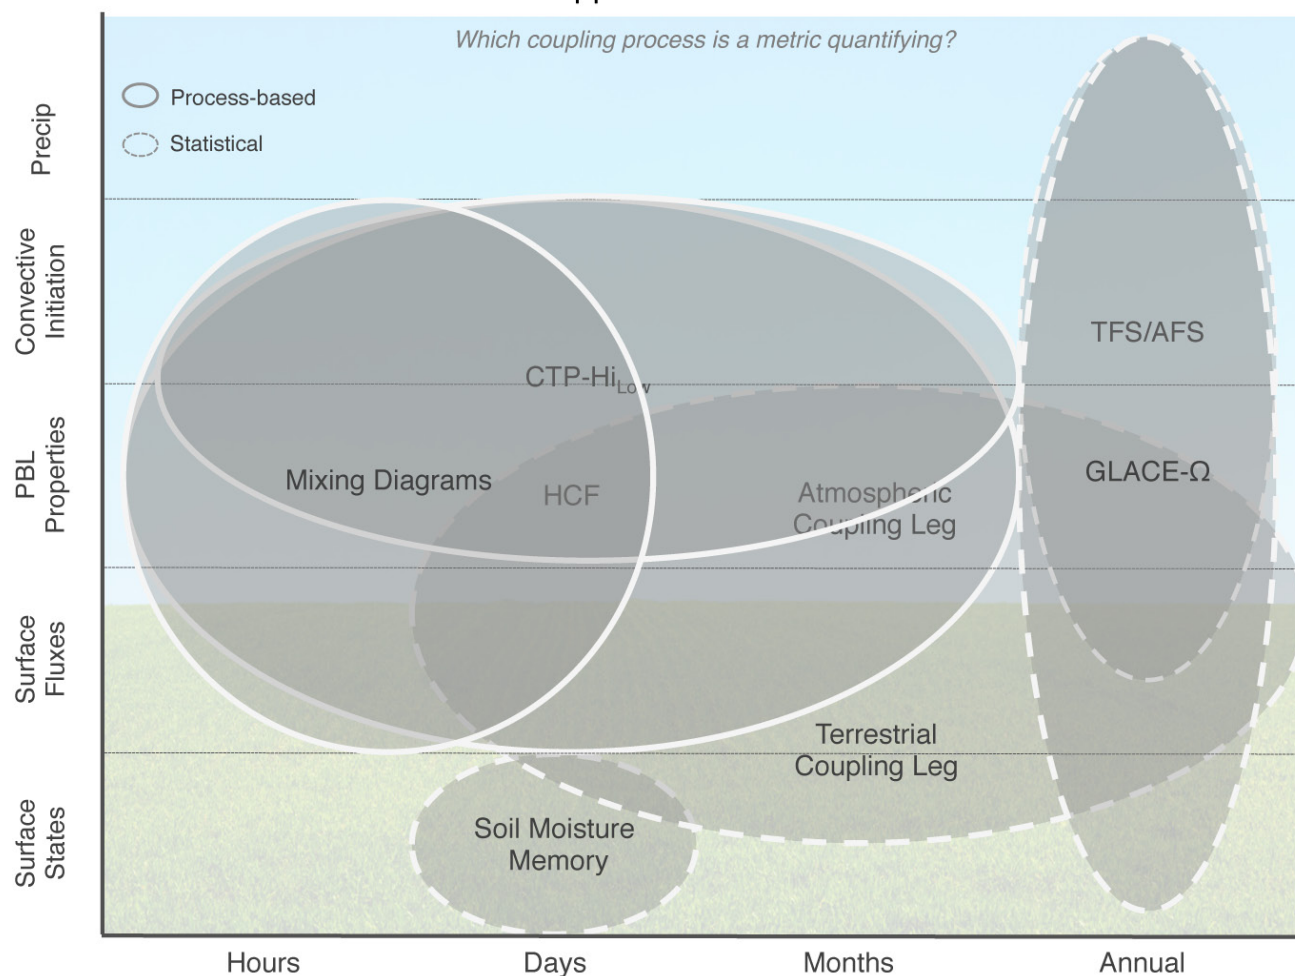 Which coupling process is a metric quantifying?
Process-based
Statistical
Precip
Convective
Initiation
PBL
Properties
Surface
Fluxes
Surface
States
TFS/AFS
CTP-HiLow
GLACE-Ω
Mixing Diagrams
HCF
Atmospheric
Coupling Leg
Terrestrial
Coupling Leg
Soil Moisture
Memory
Hours
Days
Months
Annual